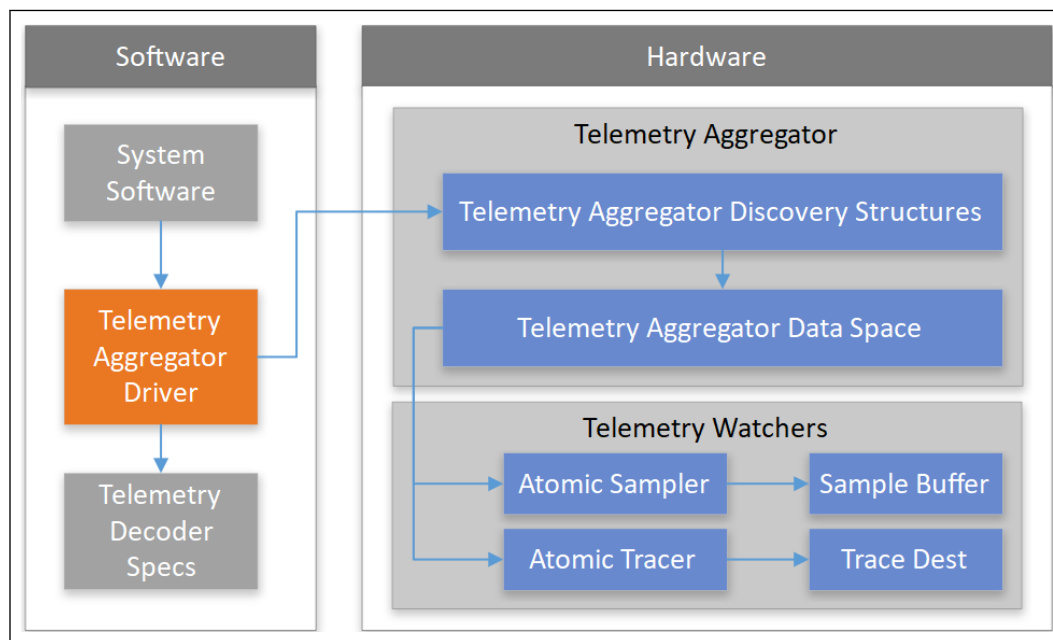 Software
System
Software
Telemetry
Aggregator
Driver
Telemetry
Decoder
Specs
Hardware
Telemetry Aggregator
Telemetry Aggregator Discovery Structures
Telemetry Aggregator Data Space
Telemetry Watchers
Atomic Sampler
Sample Buffer
Atomic Tracer
Trace Dest